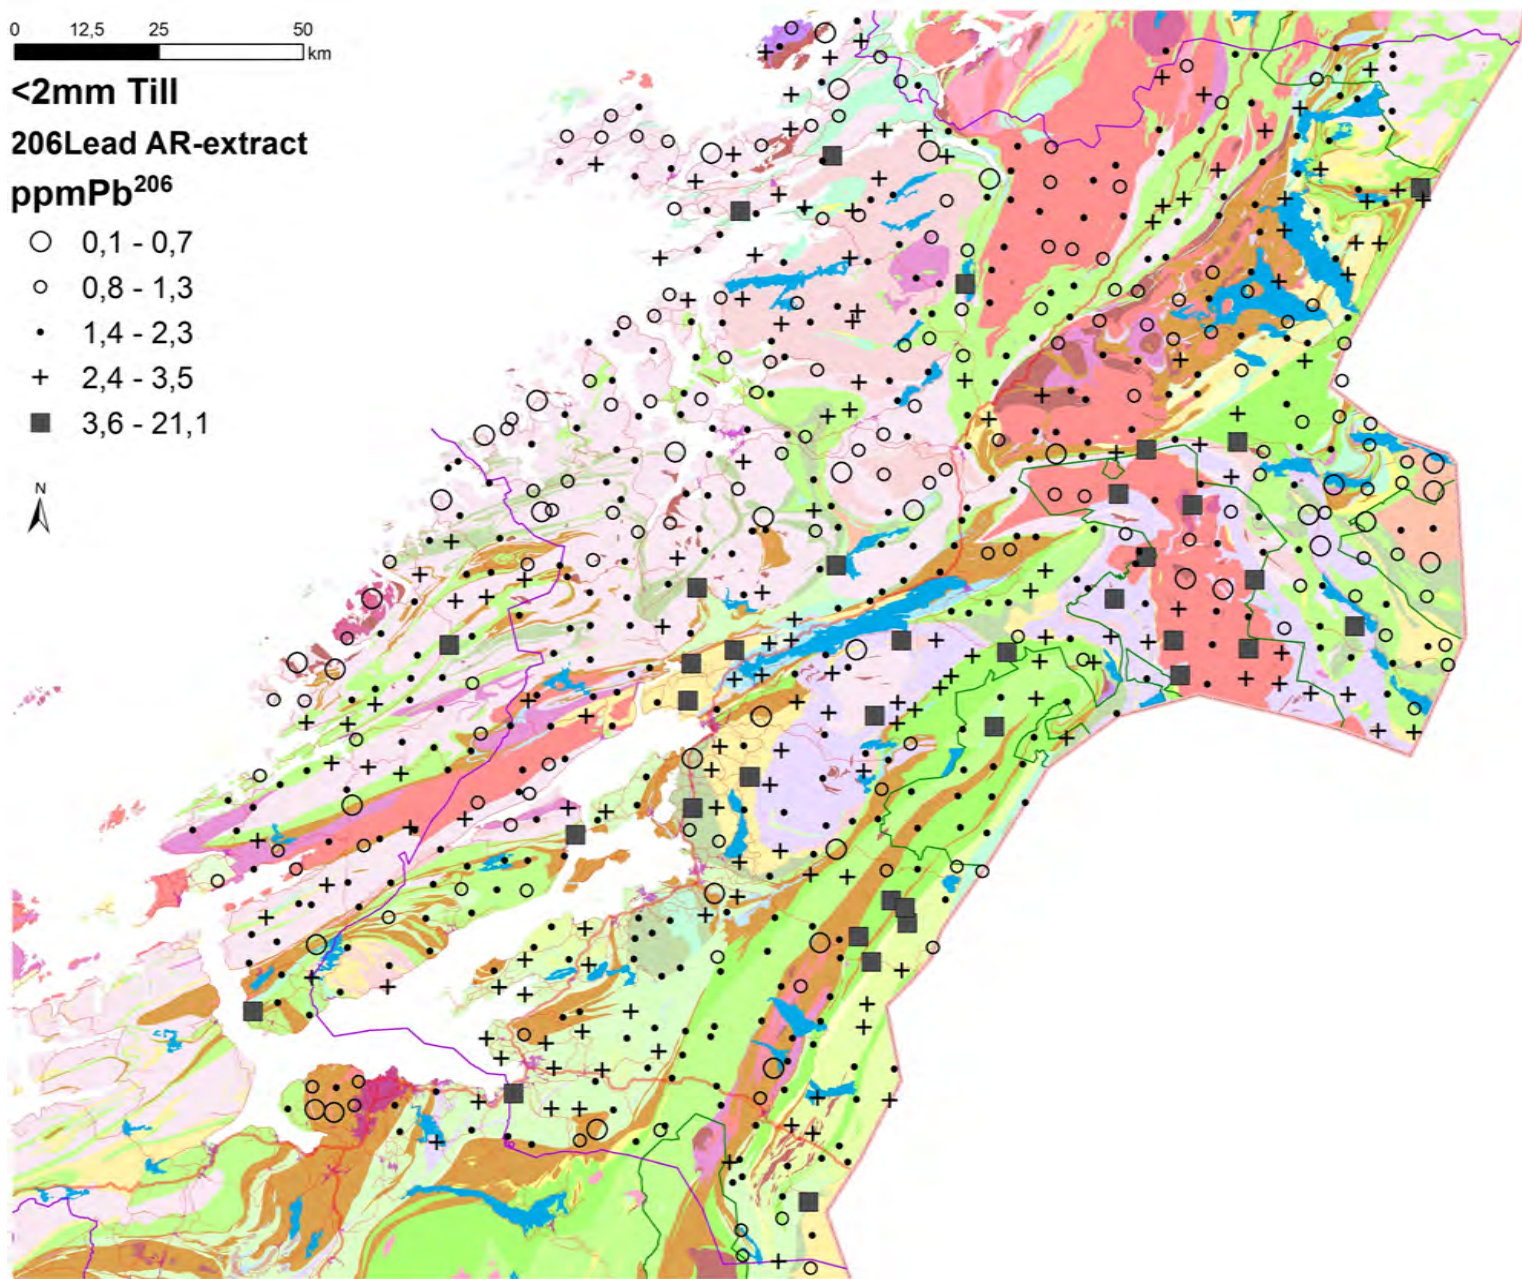 0 12,5 25 50
km
<2mm Till
206Lead AR-extract
ppmPb206
0,1 - 0,7
0,8 - 1,3
1,4 - 2,3
2,4 - 3,5
3,6 - 21,1
N